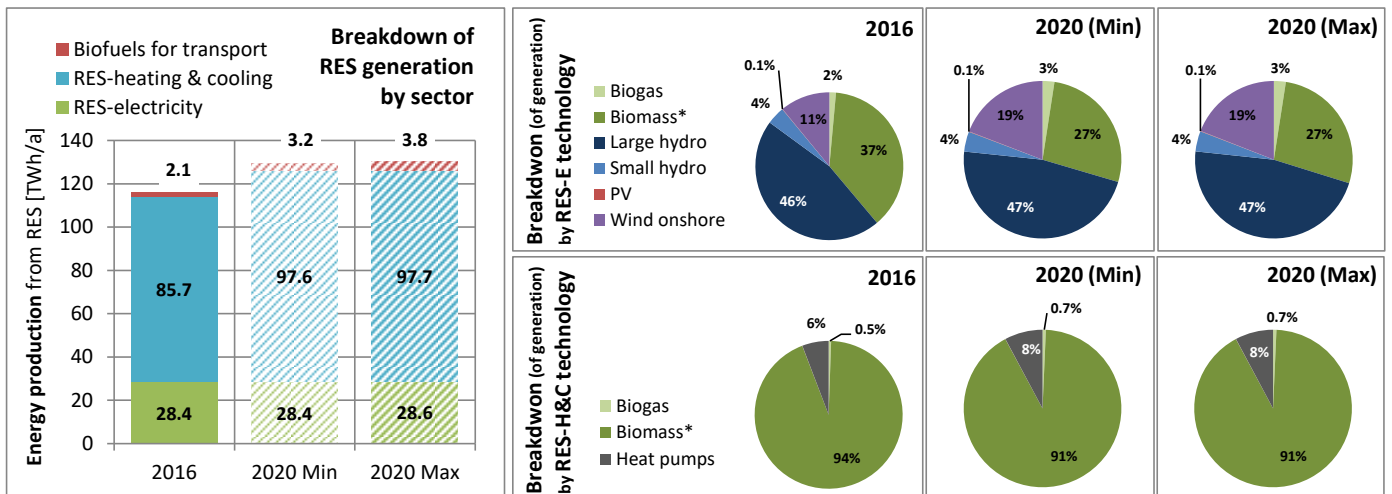 Biofuels for transport
RES-heating & cooling
RES-electricity
Breakdown of
RES generation
by sector
Energy production from RES [TWh/a]
140
120
100
80
60
40
20
0
2.1
85.7
28.4
3.2
97.6
28.4
3.8
97.7
28.6
2016
2020 Min
2020 Max
Breakdwon (of generation)
by RES-E technology
Biogas
Biomass*
Large hydro
Small hydro
PV
Wind onshore
2016
0.1%
2%
4%
11%
37%
46%
2020 (Min)
0.1%
3%
19%
27%
4%
47%
2020 (Max)
0.1%
3%
19%
27%
4%
47%
Breakdwon (of generation)
by RES-H&C technology
Biogas
Biomass*
Heat pumps
2016
6%
0.5%
94%
2020 (Min)
0.7%
8%
91%
2020 (Max)
0.7%
8%
91%